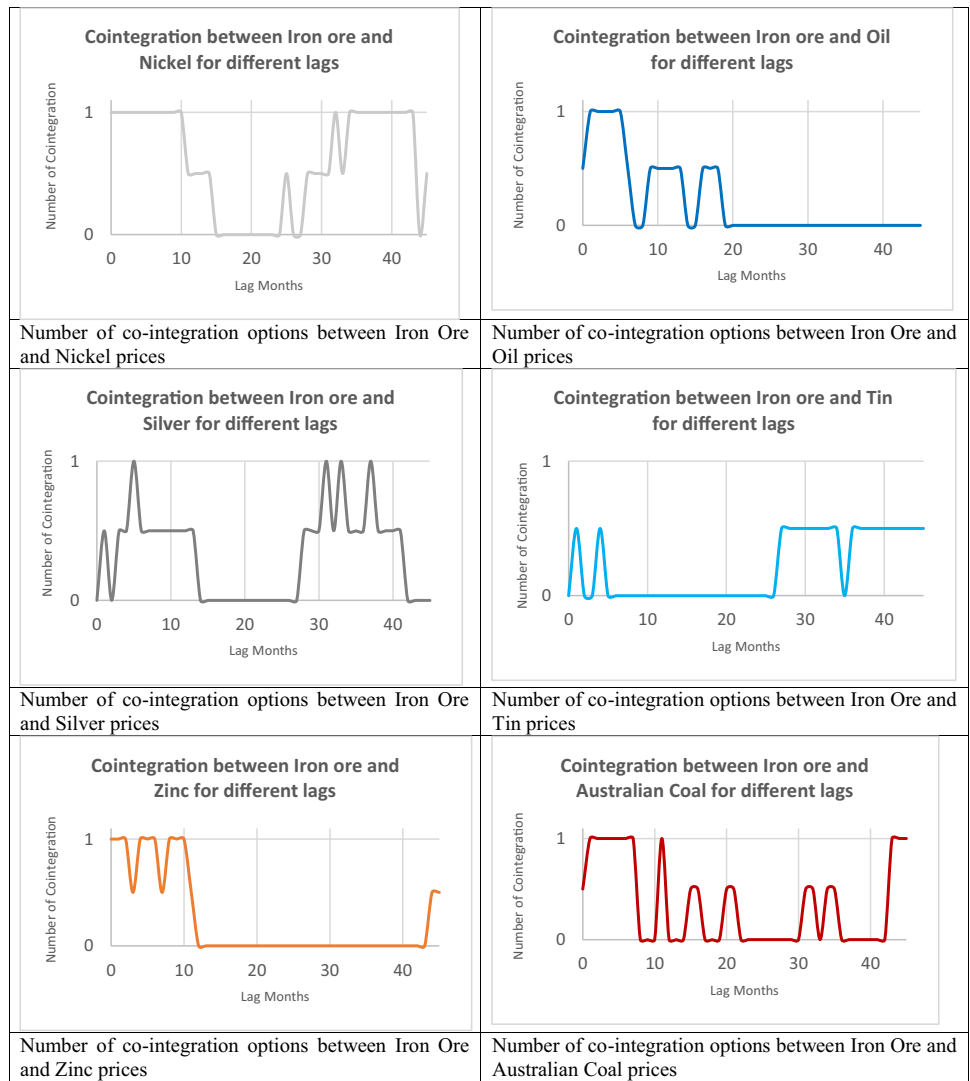 Cointegration between Iron ore and
Nickel for different lags
Number of Cointegration
1
0
0 10 20 30 40
Lag Months
Number of co-integration options between Iron Ore
and Nickel prices
Cointegration between Iron ore and Oil
for different lags
Number of Cointegration
1
0
0 10 20 30 40
Lag Months
Number of co-integration options between Iron Ore and
Oil prices
Cointegration between Iron ore and
Silver for different lags
Number of Cointegration
1
0
0 10 20 30 40
Lag Months
Number of co-integration options between Iron Ore
and Silver prices
Cointegration between Iron ore and Tin
for different lags
Number of Cointegration
1
0
0 10 20 30 40
Lag Months
Number of co-integration options between Iron Ore and
Tin prices
Cointegration between Iron ore and
Zinc for different lags
Number of Cointegration
1
0
0 20 40
Lag Months
Number of co-integration options between Iron Ore
and Zinc prices
Cointegration between Iron ore and
Australian Coal for different lags
Number of Cointegration
1
0
0 10 20 30 40
Lag Months
Number of co-integration options between Iron Ore and
Australian Coal prices